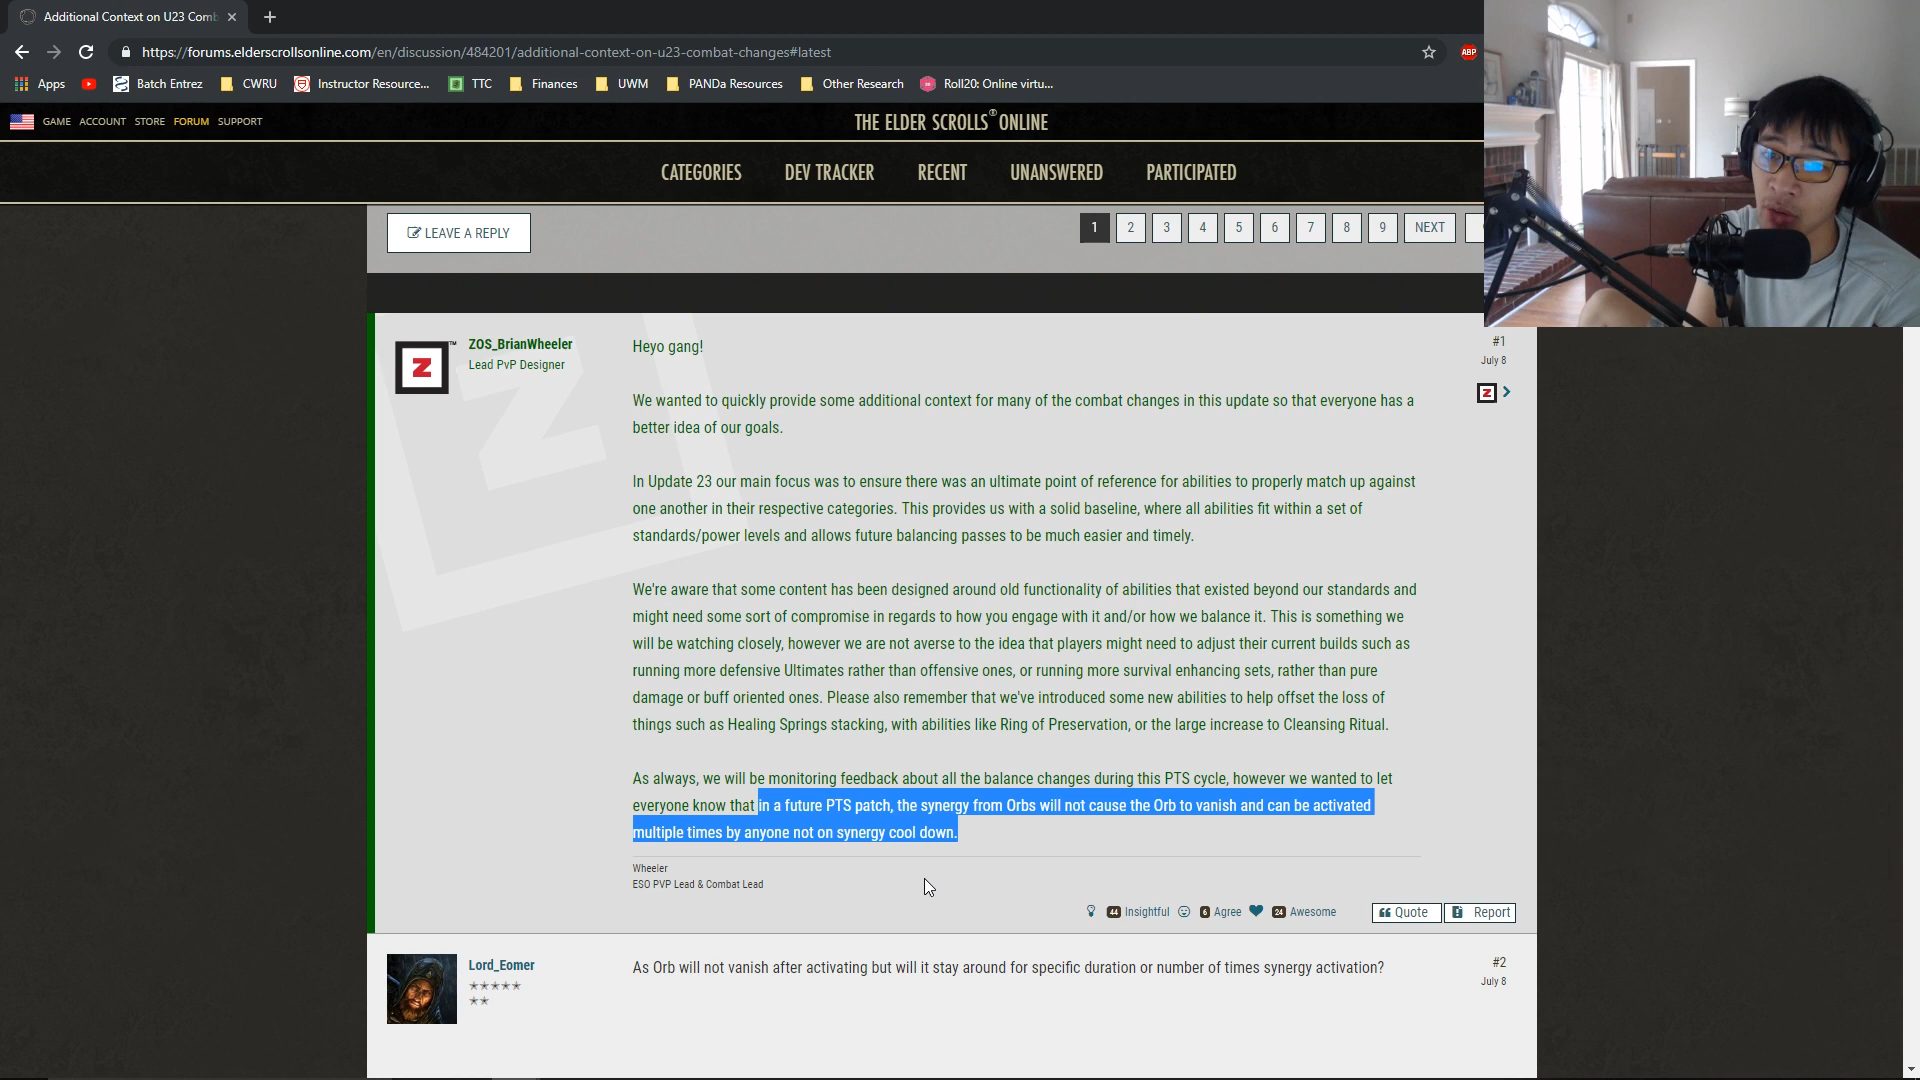 Additional Context on U23 Comb
https://forums.elderscrollsonline.com/en/discussion/484201/additional-context-on-u23-combat-changes#latest
ABP
Apps Batch Entrez CWRU Instructor Resource... TTC Finances UWM PANDa Resources Other Research Roll20: Online virtu...
GAME ACCOUNT STORE FORUM SUPPORT
THE ELDER SCROLLS® ONLINE
CATEGORIES DEV TRACKER RECENT UNANSWERED PARTICIPATED
LEAVE A REPLY
1 2 3 4 5 6 7 8 9 NEXT
ZOS_BrianWheeler
Lead PvP Designer
#1
July 8
Heyo gang!
We wanted to quickly provide some additional context for many of the combat changes in this update so that everyone has a
better idea of our goals.
In Update 23 our main focus was to ensure there was an ultimate point of reference for abilities to properly match up against
one another in their respective categories. This provides us with a solid baseline, where all abilities fit within a set of
standards/power levels and allows future balancing passes to be much easier and timely.
We're aware that some content has been designed around old functionality of abilities that existed beyond our standards and
might need some sort of compromise in regards to how you engage with it and/or how we balance it. This is something we
will be watching closely, however we are not averse to the idea that players might need to adjust their current builds such as
running more defensive Ultimates rather than offensive ones, or running more survival enhancing sets, rather than pure
damage or buff oriented ones. Please also remember that we've introduced some new abilities to help offset the loss of
things such as Healing Springs stacking, with abilities like Ring of Preservation, or the large increase to Cleansing Ritual.
As always, we will be monitoring feedback about all the balance changes during this PTS cycle, however we wanted to let
everyone know that in a future PTS patch, the synergy from Orbs will not cause the Orb to vanish and can be activated
multiple times by anyone not on synergy cool down.
Wheeler
ESO PVP Lead & Combat Lead
44 Insightful 6 Agree 24 Awesome
Quote Report
Lord_Eomer
#2
July 8
As Orb will not vanish after activating but will it stay around for specific duration or number of times synergy activation?